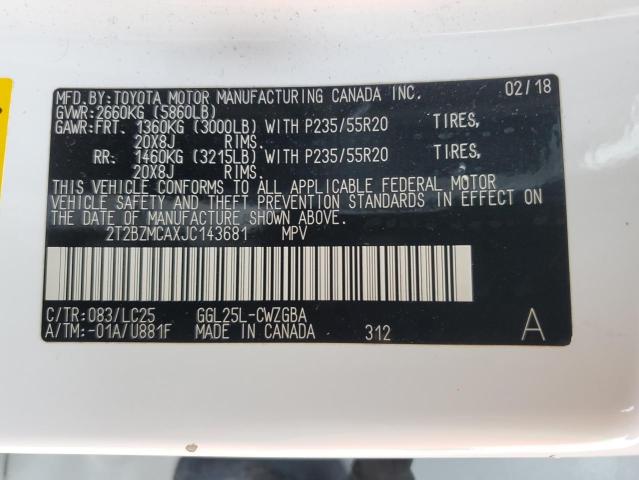 MFD.BY:TOYOTA MOTOR MANUFACTURING CANADA INC. 02/18
GVWR:2660KG (5860LB)
GAWR:FRT. 1360KG (3000LB) WITH P235/55R20 TIRES,
20X8J RIMS.
RR. 1460KG (3215LB) WITH P235/55R20 TIRES,
20X8J RIMS.
THIS VEHICLE CONFORMS TO ALL APPLICABLE FEDERAL MOTOR
VEHICLE SAFETY AND THEFT PREVENTION STANDARDS IN EFFECT ON
THE DATE OF MANUFACTURE SHOWN ABOVE.
2T2BZMCAXJC143681 MPV
C/TR:083/LC25 GGL25L-CWZGBA
A/TM:-01A/U881F MADE IN CANADA 312 A